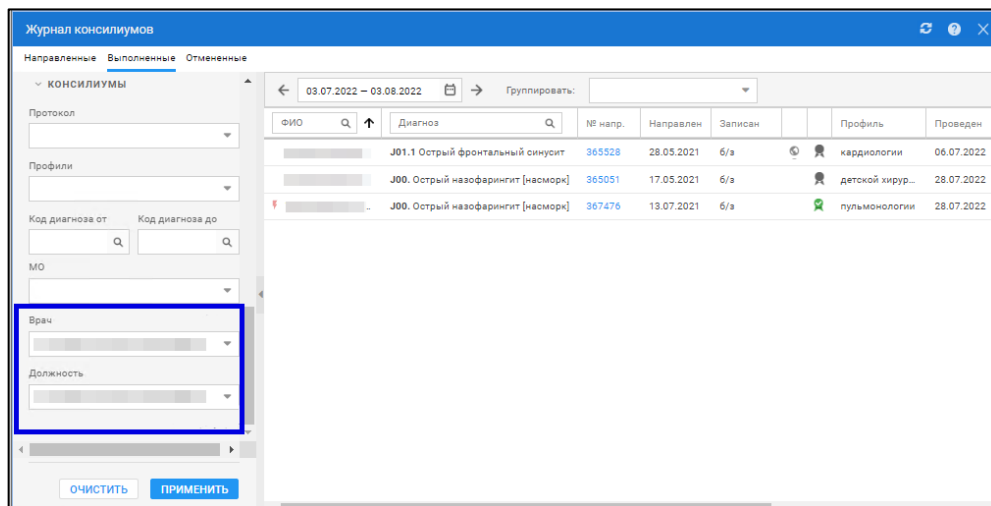 Журнал консилиумов
Направленные Выполненные Отмененные
КОНСИЛИУМЫ
Протокол
Профили
Код диагноза от Код диагноза до
МО
Врач
Должность
ОЧИСТИТЬ ПРИМЕНИТЬ
03.07.2022 – 03.08.2022 Группировать:
ФИО Диагноз № напр. Направлен Записан Профиль Проведен
J01.1 Острый фронтальный синусит 365528 28.05.2021 б/з кардиологии 06.07.2022
J00. Острый назофарингит [насморк] 365051 17.05.2021 б/з детской хирур... 28.07.2022
J00. Острый назофарингит [насморк] 367476 13.07.2021 б/з пульмонологии 28.07.2022